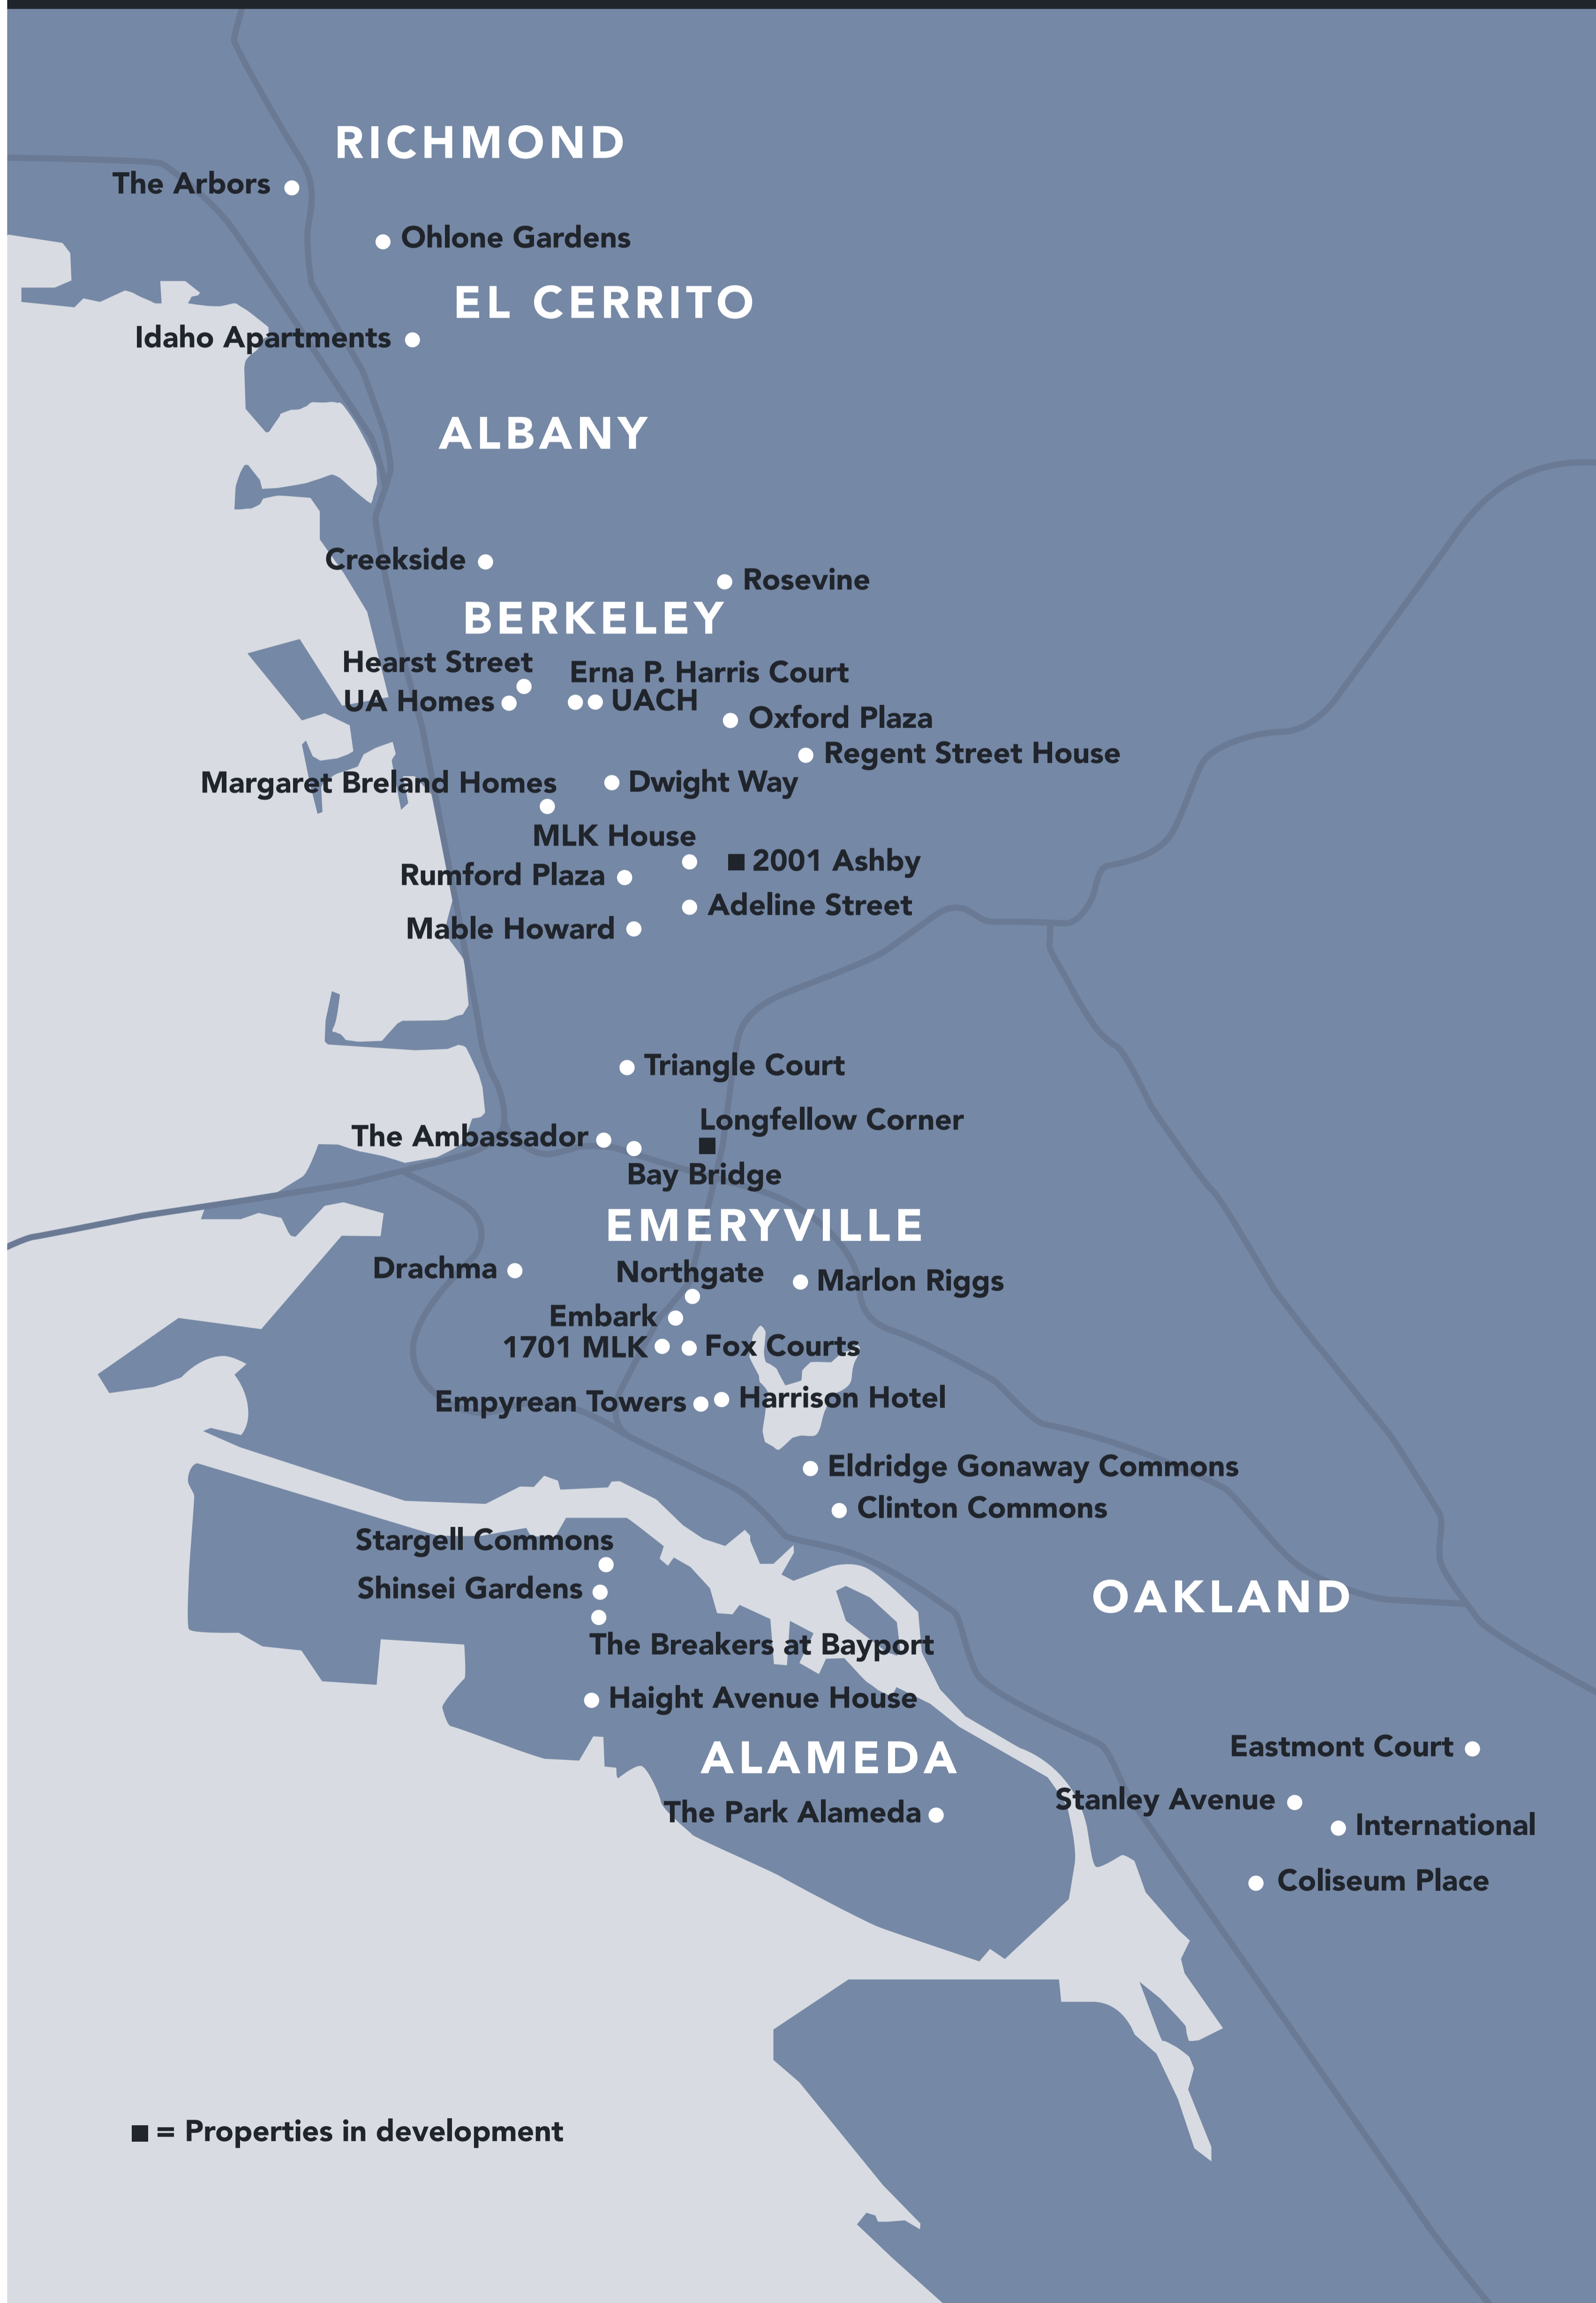 RICHMOND
The Arbors
Ohlone Gardens
EL CERRITO
Idaho Apartments
ALBANY
Creekside
Rosevine
BERKELEY
Hearst Street
Erna P. Harris Court
UA Homes
UACH
Oxford Plaza
Regent Street House
Margaret Breland Homes
Dwight Way
MLK House
2001 Ashby
Rumford Plaza
Adeline Street
Mable Howard
Triangle Court
Longfellow Corner
The Ambassador
Bay Bridge
EMERYVILLE
Drachma
Northgate
Marlon Riggs
Embark
1701 MLK
Fox Courts
Empyrean Towers
Harrison Hotel
Eldridge Gonaway Commons
Clinton Commons
Stargell Commons
Shinsei Gardens
OAKLAND
The Breakers at Bayport
Haight Avenue House
Eastmont Court
ALAMEDA
Stanley Avenue
The Park Alameda
International
Coliseum Place
= Properties in development